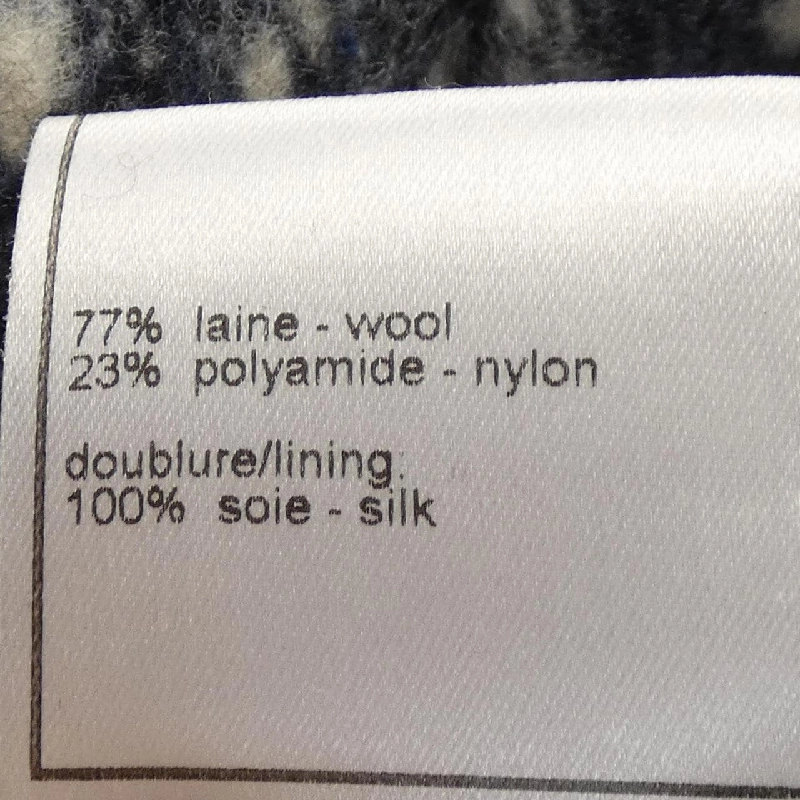 77% laine - wool
23% polyamide - nylon
doublure/lining:
100% soie - silk